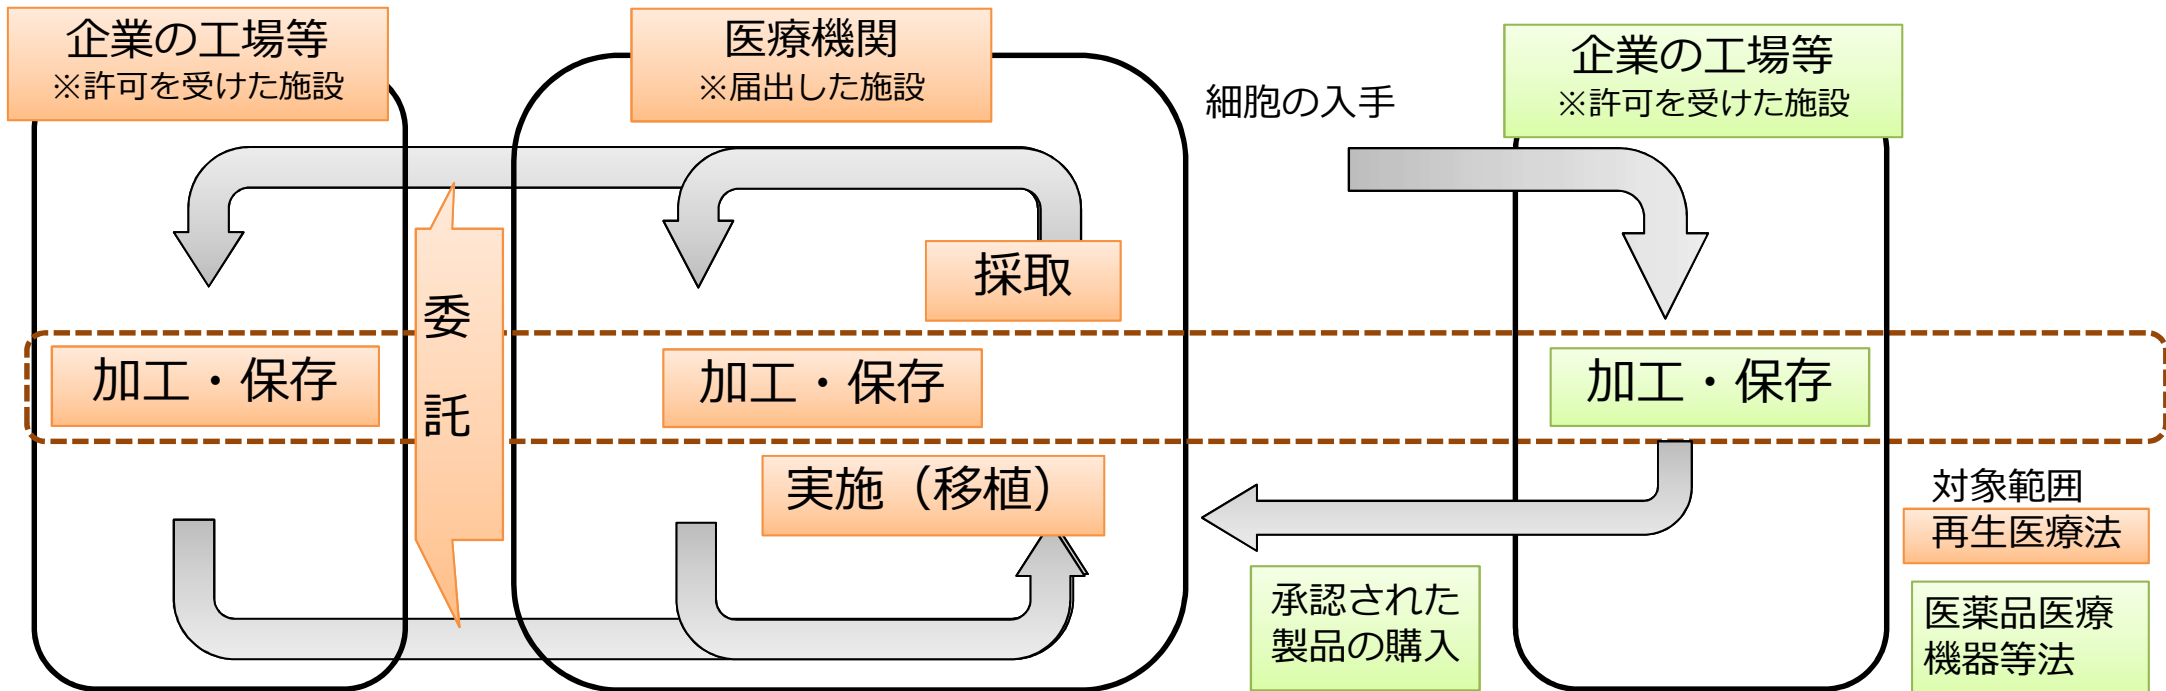 企業の工場等
※許可を受けた施設
医療機関
※届出した施設
細胞の入手
企業の工場等
※許可を受けた施設
採取
委
託
加工・保存
加工・保存
加工・保存
実施（移植）
承認された
製品の購入
対象範囲
再生医療法
医薬品医療
機器等法